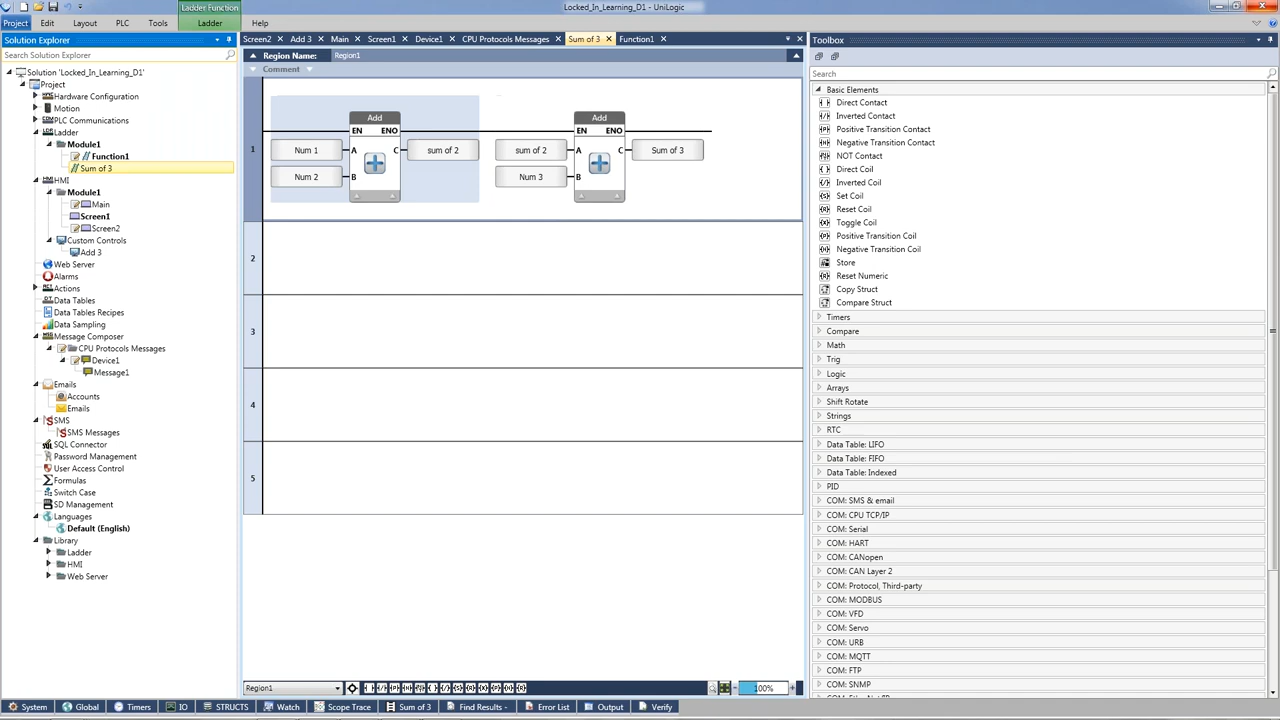 Ladder Function
Locked_In_Learning_D1 - UniLogic
Project Edit Layout PLC Tools Ladder Help
Solution Explorer
Search Solution Explorer
Solution 'Locked_In_Learning_D1'
Project
Hardware Configuration
Motion
PLC Communications
Ladder
Module1
Function1
Sum of 3
HMI
Module1
Main
Screen1
Screen2
Custom Controls
Add 3
Web Server
Alarms
Actions
Data Tables
Data Tables Recipes
Data Sampling
Message Composer
CPU Protocols Messages
Device1
Message1
Emails
Accounts
Emails
SMS
SMS Messages
SQL Connector
Password Management
User Access Control
Formulas
Switch Case
SD Management
Languages
Default (English)
Library
Ladder
HMI
Web Server
Screen2 Add 3 Main Screen1 Device1 CPU Protocols Messages Sum of 3 Function1
Region Name: Region1
Comment
Add Add
EN ENO EN ENO
1 Num 1 A C sum of 2 sum of 2 A C Sum of 3
Num 2 B Num 3 B
2
3
4
5
Region1 100%
Toolbox
Search
Basic Elements
Direct Contact
Inverted Contact
Positive Transition Contact
Negative Transition Contact
NOT Contact
Direct Coil
Inverted Coil
Set Coil
Reset Coil
Toggle Coil
Positive Transition Coil
Negative Transition Coil
Store
Reset Numeric
Copy Struct
Compare Struct
Timers
Compare
Math
Trig
Logic
Arrays
Shift Rotate
Strings
RTC
Data Table: LIFO
Data Table: FIFO
Data Table: Indexed
PID
COM: SMS & email
COM: CPU TCP/IP
COM: Serial
COM: HART
COM: CANopen
COM: CAN Layer 2
COM: Protocol, Third-party
COM: MODBUS
COM: VFD
COM: Servo
COM: URB
COM: MQTT
COM: FTP
COM: SNMP
System Global Timers IO STRUCTS Watch Scope Trace Sum of 3 Find Results - Error List Output Verify